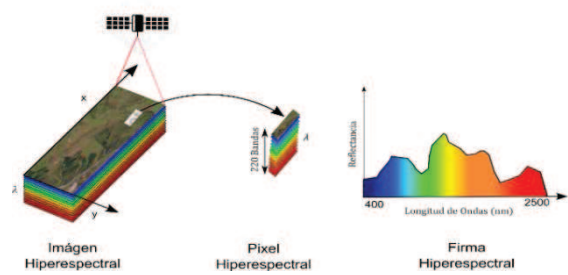 x
y
λ
220 Bandas
λ
Reflectancia
400
2500
Longitud de Ondas (nm)
Imágen
Hiperespectral
Pixel
Hiperespectral
Firma
Hiperespectral